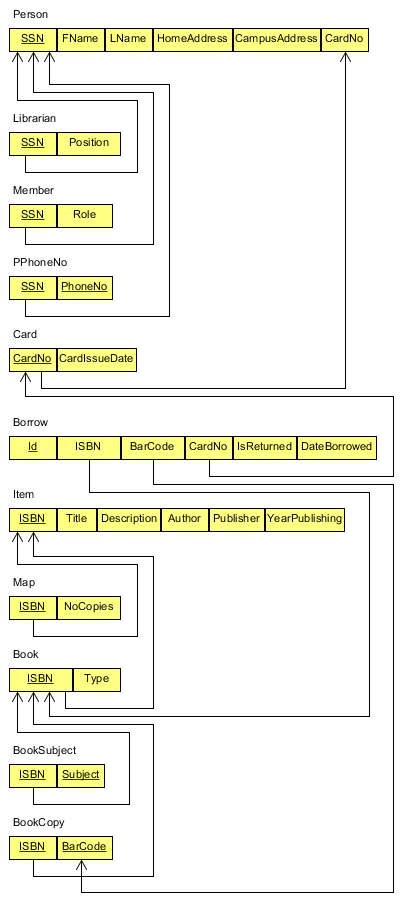 Person
SSN FName LName HomeAddress CampusAddress CardNo
Librarian
SSN Position
Member
SSN Role
PPhoneNo
SSN PhoneNo
Card
CardNo CardIssueDate
Borrow
Id ISBN BarCode CardNo IsReturned DateBorrowed
Item
ISBN Title Description Author Publisher YearPublishing
Map
ISBN NoCopies
Book
ISBN Type
BookSubject
ISBN Subject
BookCopy
ISBN BarCode